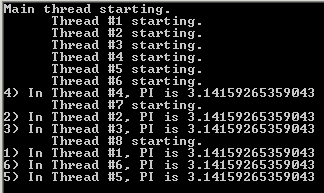 Main thread starting.
Thread #1 starting.
Thread #2 starting.
Thread #3 starting.
Thread #4 starting.
Thread #5 starting.
Thread #6 starting.
4) In Thread #4, PI is 3.14159265359043
Thread #7 starting.
2) In Thread #2, PI is 3.14159265359043
3) In Thread #3, PI is 3.14159265359043
Thread #8 starting.
1) In Thread #1, PI is 3.14159265359043
6) In Thread #6, PI is 3.14159265359043
5) In Thread #5, PI is 3.14159265359043